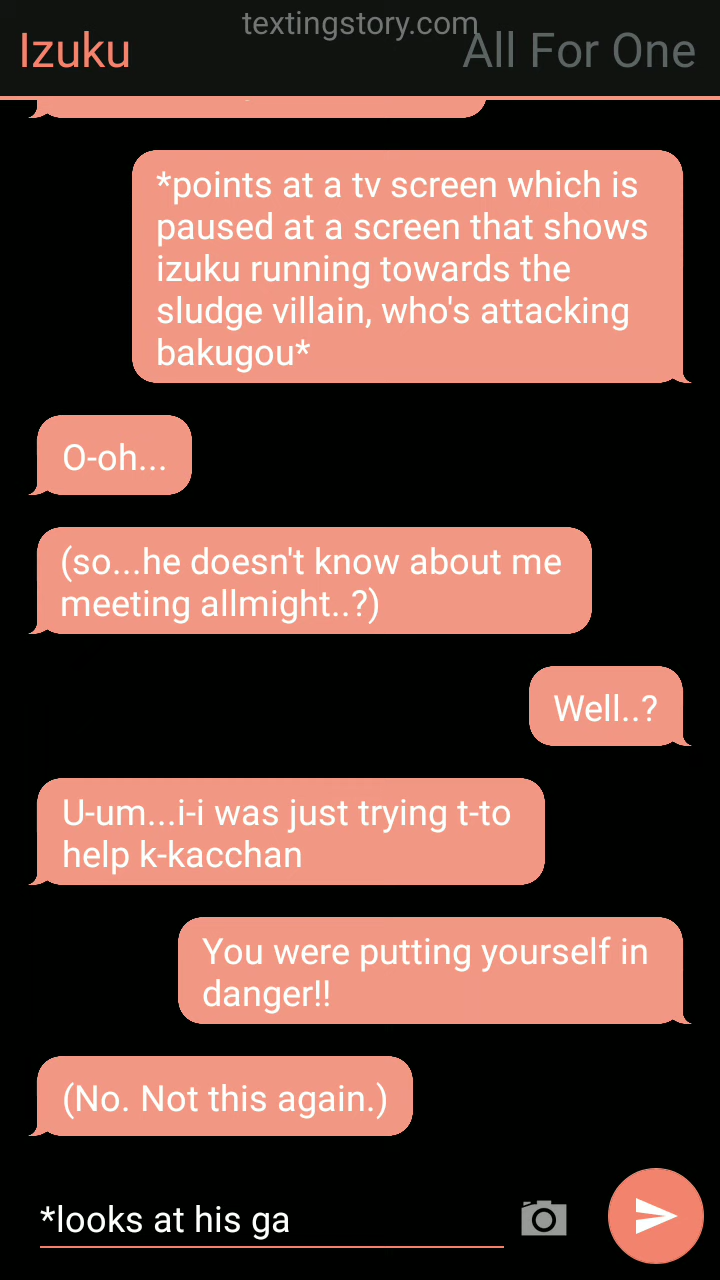 textingstory.com
Izuku
All For One
*points at a tv screen which is
paused at a screen that shows
izuku running towards the
sludge villain, who's attacking
bakugou*
O-oh...
(so...he doesn't know about me
meeting allmight..?)
Well..?
U-um...i-i was just trying t-to
help k-kacchan
You were putting yourself in
danger!!
(No. Not this again.)
*looks at his ga